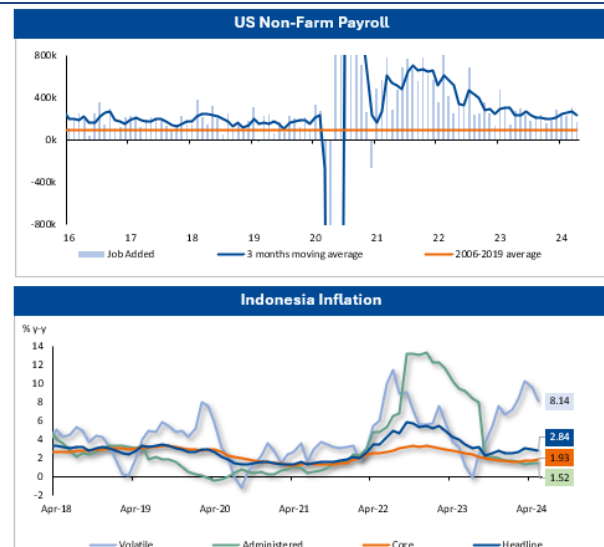 US Non-Farm Payroll
800k
400k
0k
-400k
-800k
16 17 18 19 20 21 22 23 24
Job Added 3 months moving average 2006-2019 average
Indonesia Inflation
% y-y
14
12
10
8
6
4
2
0
-2
8.14
2.84
1.93
1.52
Apr-18 Apr-19 Apr-20 Apr-21 Apr-22 Apr-23 Apr-24
Volatile Administered Core Headline